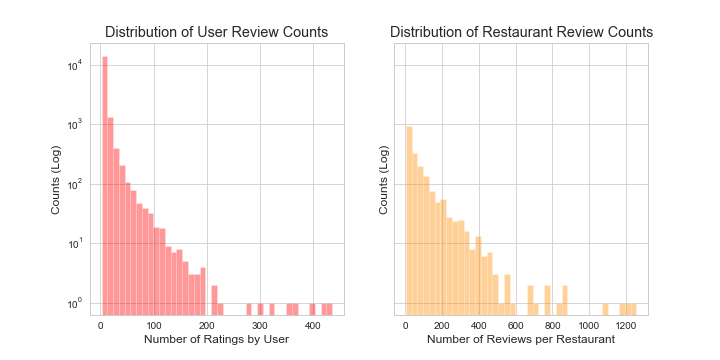 Distribution of User Review Counts
Distribution of Restaurant Review Counts
Counts (Log)
10^4
10^3
10^2
10^1
10^0
0 100 200 300 400
Number of Ratings by User
Counts (Log)
0 200 400 600 800 1000 1200
Number of Reviews per Restaurant